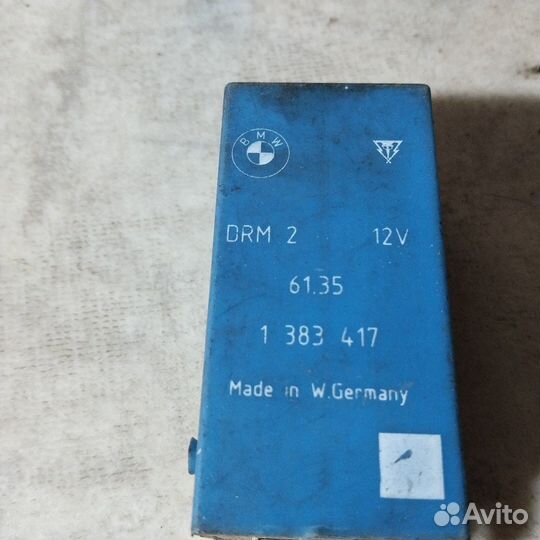 BMW
DRM 2 12V
61.35
1 383 417
Made in W.Germany
Avito